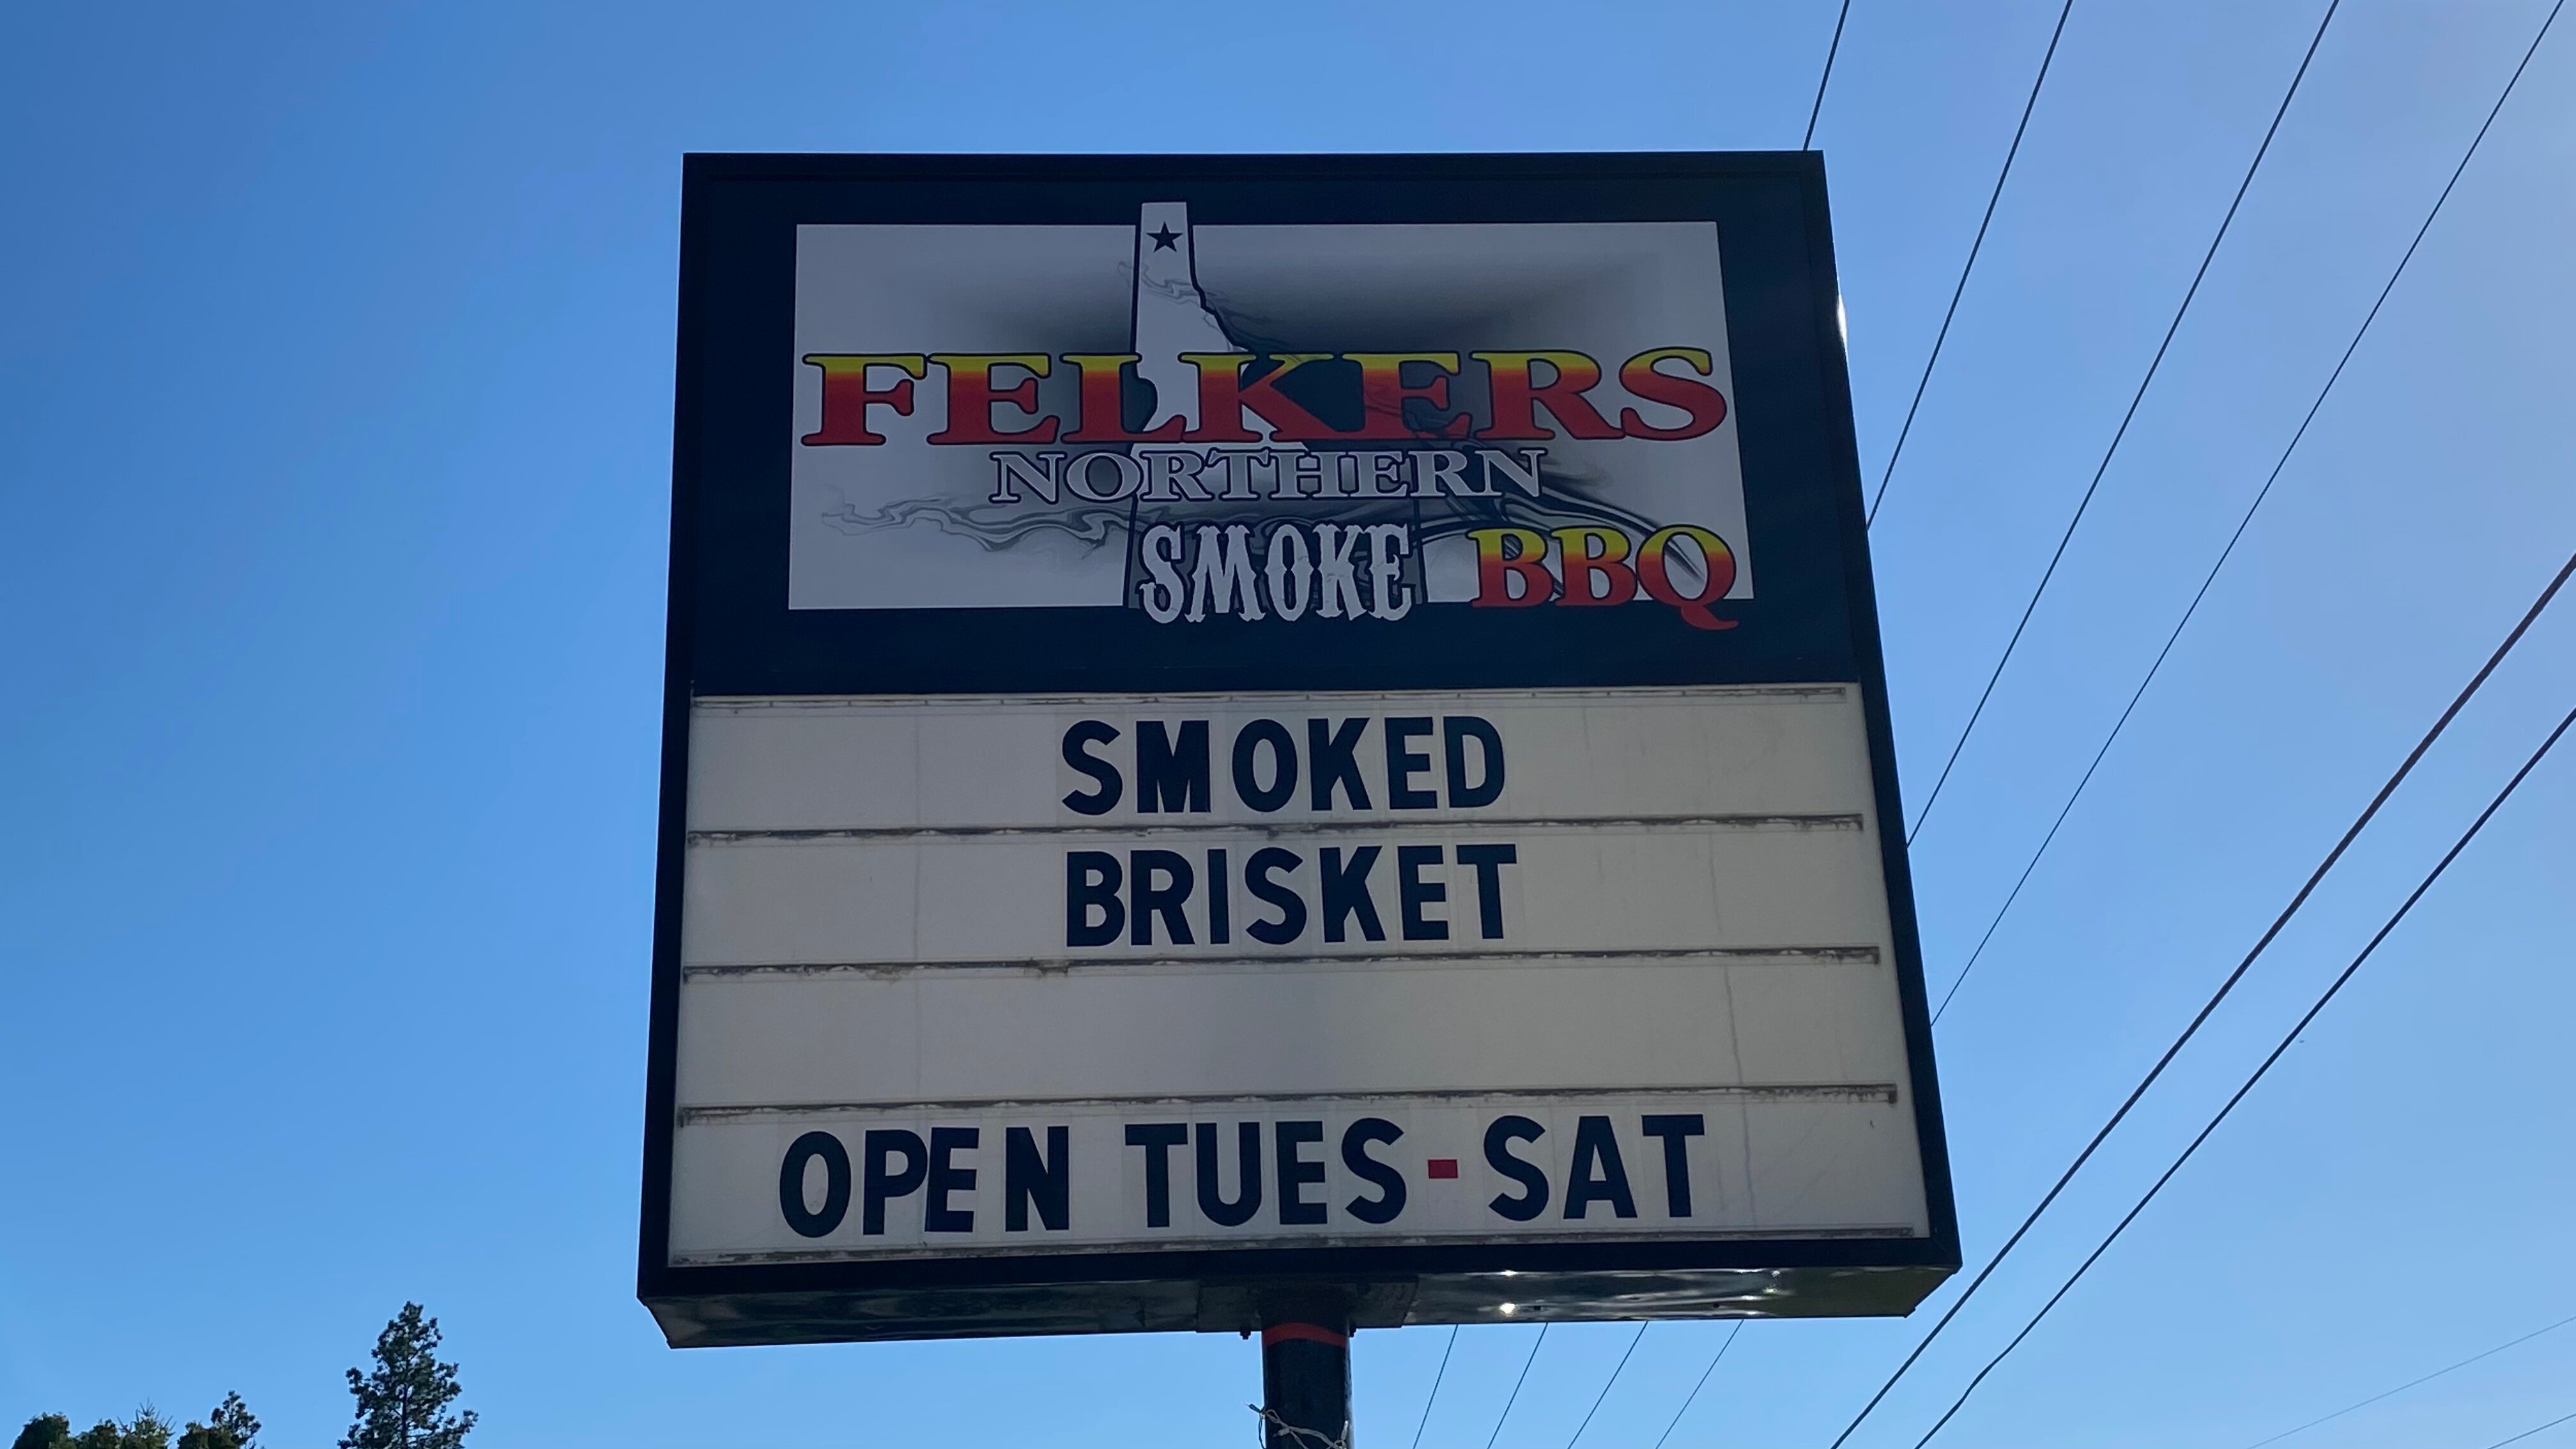 FELKERS
NORTHERN
SMOKE BBQ
SMOKED
BRISKET
OPEN TUES-SAT